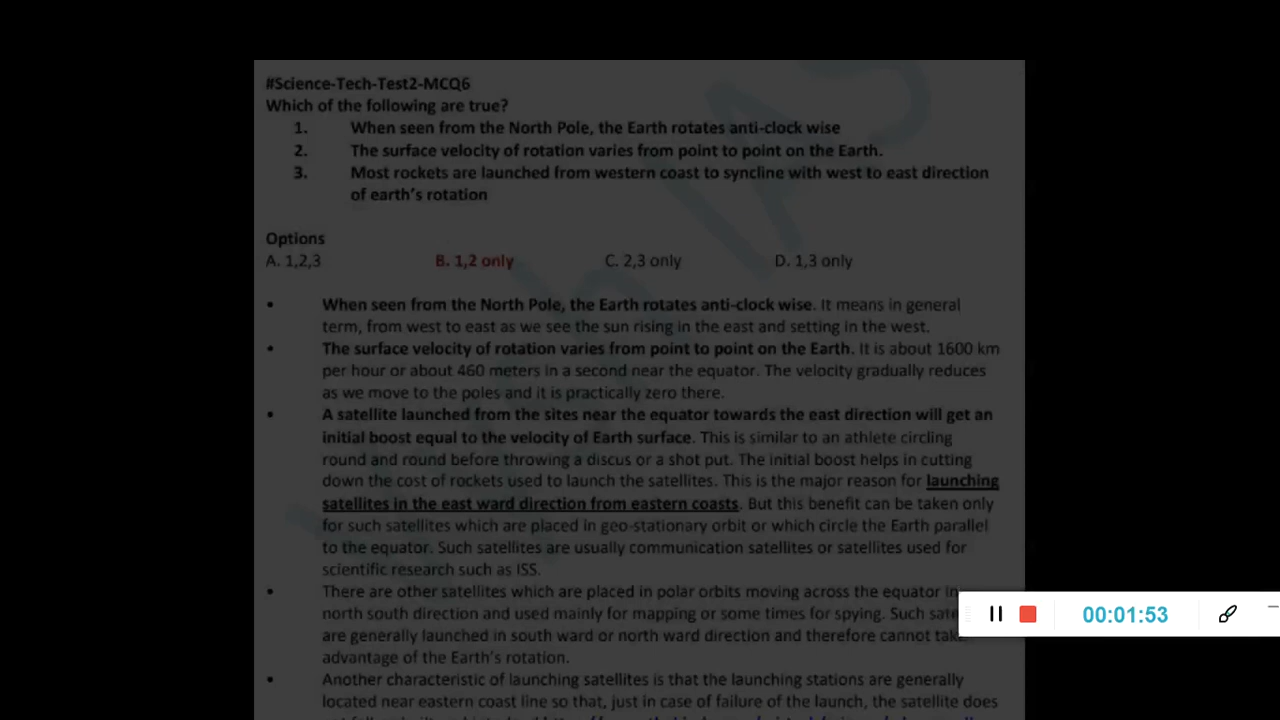 #Science-Tech-Test2-MCQ6
Which of the following are true?
1. When seen from the North Pole, the Earth rotates anti-clock wise
2. The surface velocity of rotation varies from point to point on the Earth.
3. Most rockets are launched from western coast to syncline with west to east direction
of earth's rotation
Options
A. 1,2,3 B. 1,2 only C. 2,3 only D. 1,3 only
• When seen from the North Pole, the Earth rotates anti-clock wise. It means in general
term, from west to east as we see the sun rising in the east and setting in the west.
• The surface velocity of rotation varies from point to point on the Earth. It is about 1600 km
per hour or about 460 meters in a second near the equator. The velocity gradually reduces
as we move to the poles and it is practically zero there.
• A satellite launched from the sites near the equator towards the east direction will get an
initial boost equal to the velocity of Earth surface. This is similar to an athlete circling
round and round before throwing a discus or a shot put. The initial boost helps in cutting
down the cost of rockets used to launch the satellites. This is the major reason for launching
satellites in the east ward direction from eastern coasts. But this benefit can be taken only
for such satellites which are placed in geo-stationary orbit or which circle the Earth parallel
to the equator. Such satellites are usually communication satellites or satellites used for
scientific research such as ISS.
• There are other satellites which are placed in polar orbits moving across the equator in
north south direction and used mainly for mapping or some times for spying. Such
are generally launched in south ward or north ward direction and therefore cannot
advantage of the Earth's rotation.
• Another characteristic of launching satellites is that the launching stations are generally
located near eastern coast line so that, just in case of failure of the launch, the satellite does
00:01:53